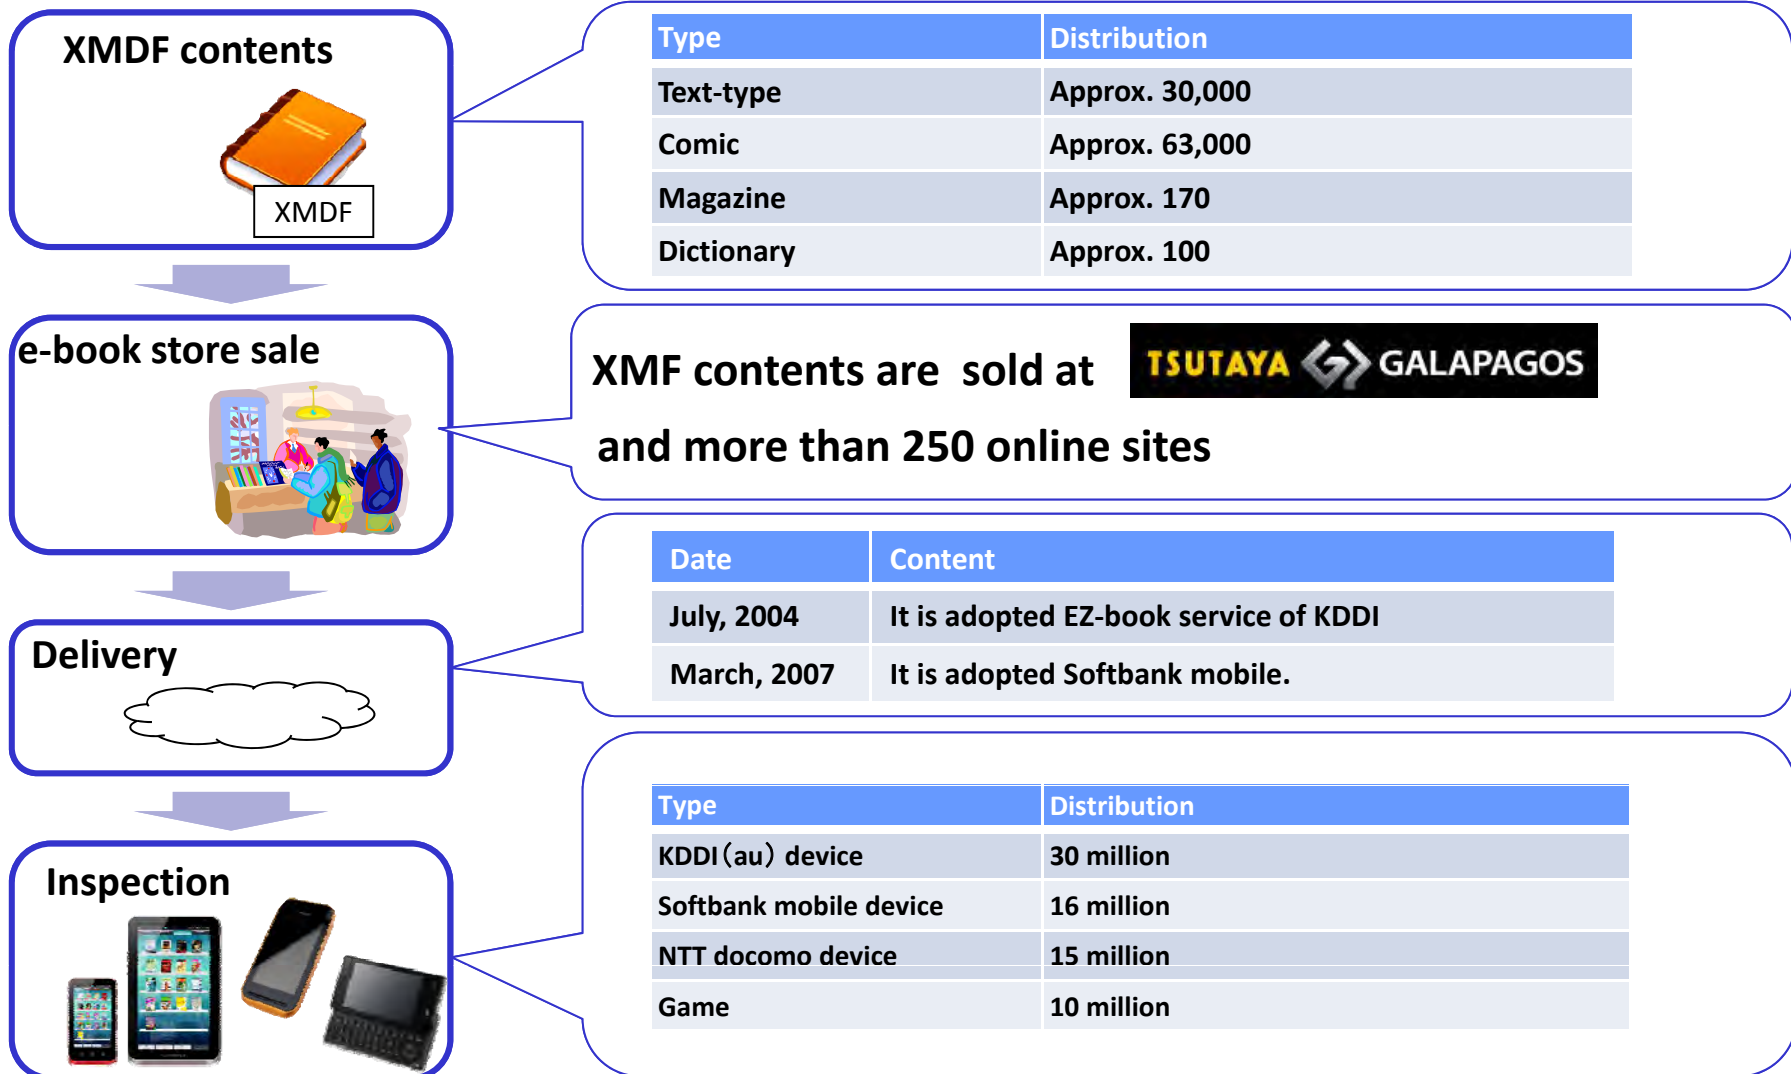 XMDF contents
XMDF
Type Distribution
Text-type Approx. 30,000
Comic Approx. 63,000
Magazine Approx. 170
Dictionary Approx. 100
e-book store sale
XMF contents are sold at TSUTAYA GALAPAGOS
and more than 250 online sites
Delivery
Date Content
July, 2004 It is adopted EZ-book service of KDDI
March, 2007 It is adopted Softbank mobile.
Inspection
Type Distribution
KDDI（au）device 30 million
Softbank mobile device 16 million
NTT docomo device 15 million
Game 10 million